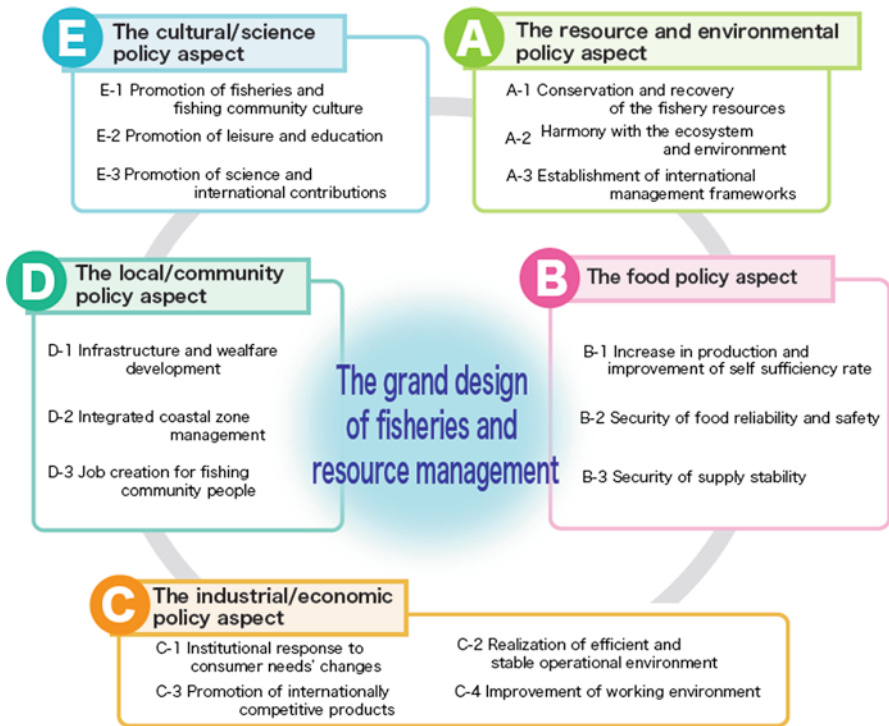 E
The cultural/science
policy aspect
E-1 Promotion of fisheries and
fishing community culture
E-2 Promotion of leisure and education
E-3 Promotion of science and
international contributions
A
The resource and environmental
policy aspect
A-1 Conservation and recovery
of the fishery resources
A-2 Harmony with the ecosystem
and environment
A-3 Establishment of international
management frameworks
D
The local/community
policy aspect
D-1 Infrastructure and wealfare
development
D-2 Integrated coastal zone
management
D-3 Job creation for fishing
community people
The grand design
of fisheries and
resource management
B
The food policy aspect
B-1 Increase in production and
improvement of self sufficiency rate
B-2 Security of food reliability and safety
B-3 Security of supply stability
C
The industrial/economic
policy aspect
C-1 Institutional response to
consumer needs' changes
C-2 Realization of efficient and
stable operational environment
C-3 Promotion of internationally
competitive products
C-4 Improvement of working environment